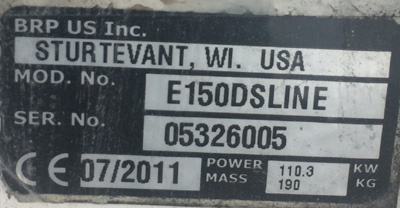 BRP US Inc.
STURTEVANT, WI. USA
MOD. No. E150DSLINE
SER. No. 05326005
CE 07/2011 POWER 110.3 KW
MASS 190 KG